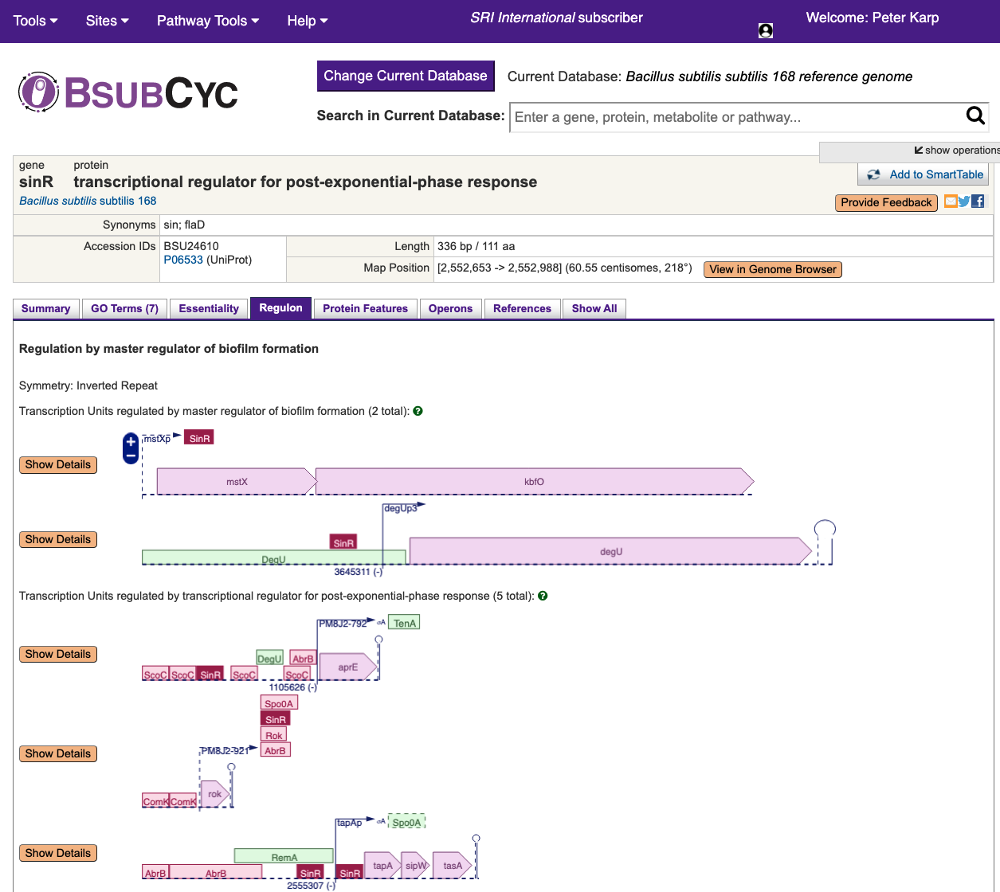 Tools Sites Pathway Tools Help SRI International subscriber Welcome: Peter Karp
BSUBCYC
Change Current Database Current Database: Bacillus subtilis subtilis 168 reference genome
Search in Current Database: Enter a gene, protein, metabolite or pathway...
show operations
gene protein
sinR transcriptional regulator for post-exponential-phase response
Add to SmartTable
Bacillus subtilis subtilis 168
Provide Feedback
Synonyms sin; flaD
Accession IDs BSU24610 Length 336 bp / 111 aa
P06533 (UniProt)
Map Position [2,552,653 -> 2,552,988] (60.55 centisomes, 218°) View in Genome Browser
Summary GO Terms (7) Essentiality Regulon Protein Features Operons References Show All
Regulation by master regulator of biofilm formation
Symmetry: Inverted Repeat
Transcription Units regulated by master regulator of biofilm formation (2 total):
mstXp SinR
Show Details
mstX kbfO
degUp3
Show Details
SinR
DegU degU
3645311 (-)
Transcription Units regulated by transcriptional regulator for post-exponential-phase response (5 total):
PM8J2-792 σA TenA
Show Details
DegU AbrB
aprE
ScoC ScoC SinR ScoC ScoC
1105626 (-)
Spo0A
SinR
Rok
PM8J2-921 AbrB
Show Details
rok
ComK ComK
tapAp σA Spo0A
Show Details
RemA
tapA sipW tasA
AbrB AbrB SinR SinR
2555307 (-)